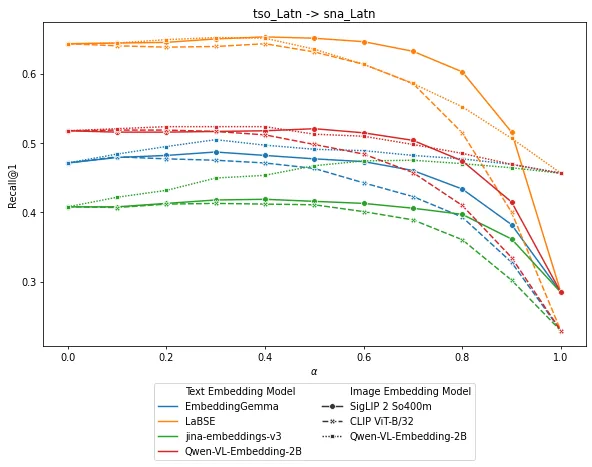 tso_Latn -> sna_Latn
Recall@1
0.6
0.5
0.4
0.3
0.0
0.2
0.4
0.6
0.8
1.0
α
Text Embedding Model
EmbeddingGemma
LaBSE
jina-embeddings-v3
Qwen-VL-Embedding-2B
Image Embedding Model
SigLIP 2 So400m
CLIP ViT-B/32
Qwen-VL-Embedding-2B